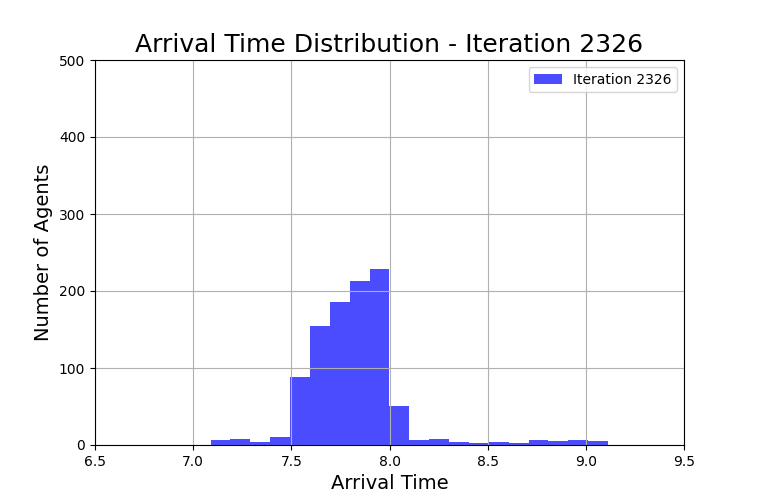 Arrival Time Distribution - Iteration 2326
Iteration 2326
Number of Agents
500
400
300
200
100
0
6.5 7.0 7.5 8.0 8.5 9.0 9.5
Arrival Time